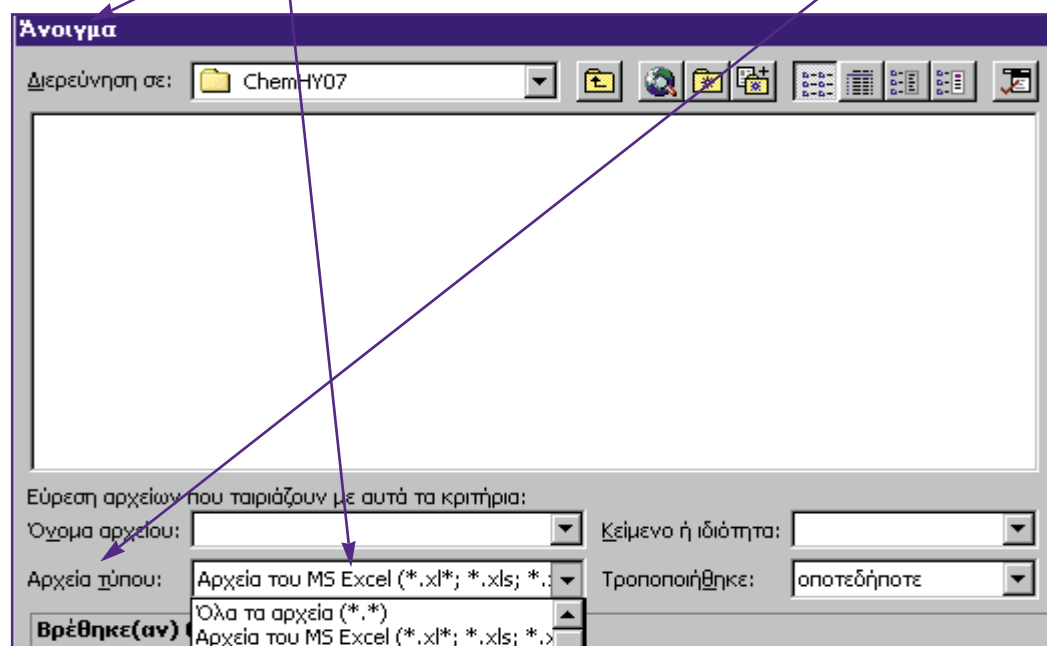 Άνοιγμα
Διερεύνηση σε: ChemHY07
Εύρεση αρχείων που ταιριάζουν με αυτά τα κριτήρια:
Όνομα αρχείου: Κείμενο ή ιδιότητα:
Αρχεία τύπου: Αρχεία του MS Excel (*.xl*; *.xls; *. Τροποποιήθηκε: οποτεδήποτε
Όλα τα αρχεία (*.*)
Βρέθηκε(αν) Αρχεία του MS Excel (*.xl*; *.xls; *.x